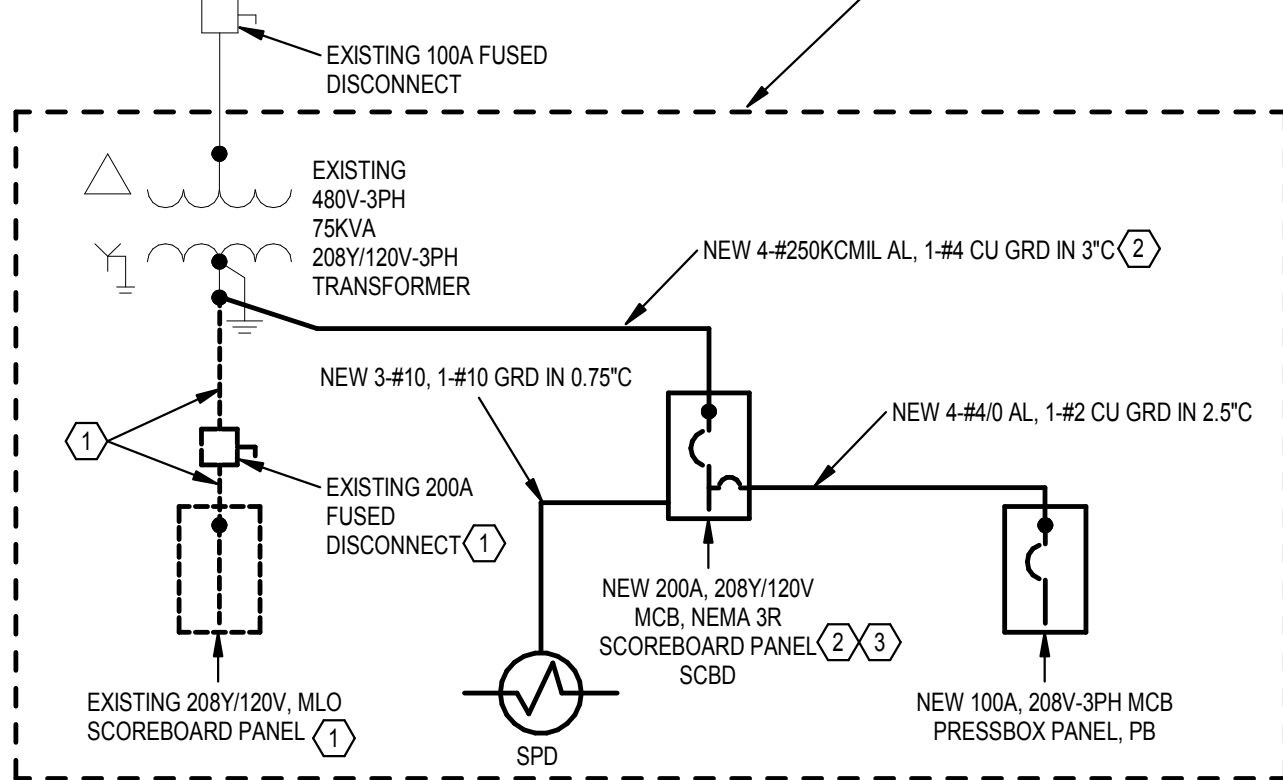 EXISTING 100A FUSED
DISCONNECT
EXISTING
480V-3PH
75KVA
208Y/120V-3PH
TRANSFORMER
NEW 4-#250KCMIL AL, 1-#4 CU GRD IN 3"C 2
NEW 3-#10, 1-#10 GRD IN 0.75"C
NEW 4-#4/0 AL, 1-#2 CU GRD IN 2.5"C
1
EXISTING 200A
FUSED
DISCONNECT 1
NEW 200A, 208Y/120V
MCB, NEMA 3R
SCOREBOARD PANEL 2 3
SCBD
EXISTING 208Y/120V, MLO
SCOREBOARD PANEL 1
SPD
NEW 100A, 208V-3PH MCB
PRESSBOX PANEL, PB